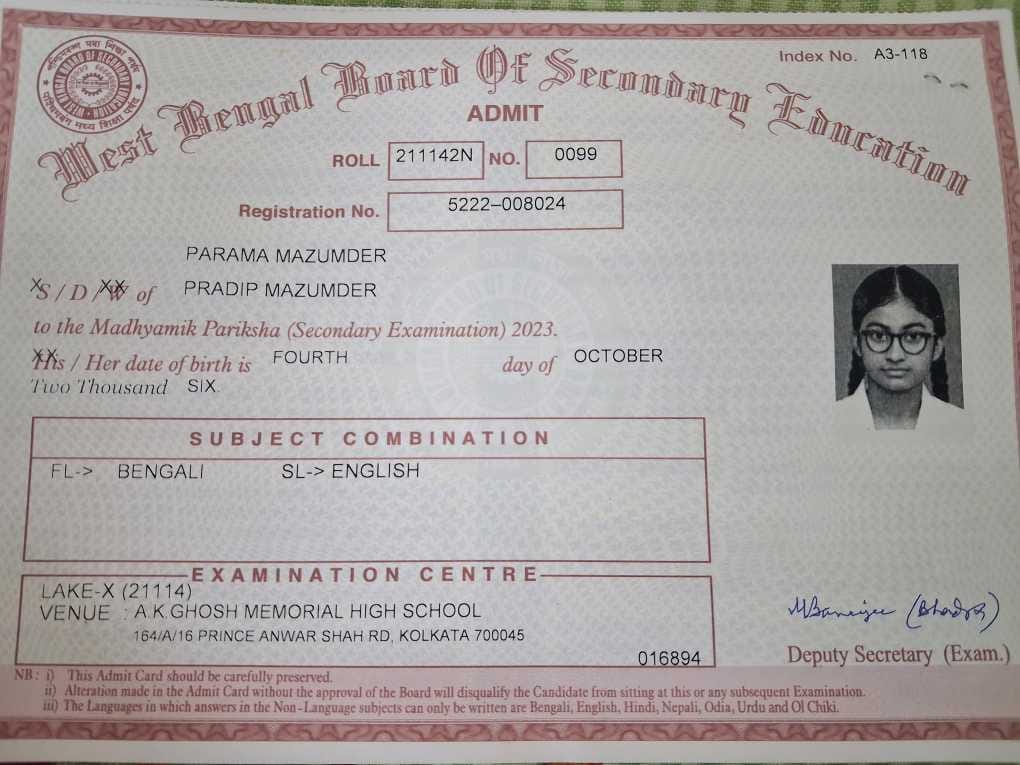 Index No. A3-118
West Bengal Board Of Secondary Education
ADMIT
ROLL 211142N NO. 0099
Registration No. 5222-008024
PARAMA MAZUMDER
S / D / W of PRADIP MAZUMDER
to the Madhyamik Pariksha (Secondary Examination) 2023.
His / Her date of birth is FOURTH day of OCTOBER
Two Thousand SIX.
SUBJECT COMBINATION
FL-> BENGALI SL-> ENGLISH
EXAMINATION CENTRE
LAKE-X (21114)
VENUE : A.K.GHOSH MEMORIAL HIGH SCHOOL
164/A/16 PRINCE ANWAR SHAH RD, KOLKATA 700045
016894
Deputy Secretary (Exam.)
NB : i) This Admit Card should be carefully preserved.
ii) Alteration made in the Admit Card without the approval of the Board will disqualify the Candidate from sitting at this or any subsequent Examination.
iii) The Languages in which answers in the Non-Language subjects can only be written are Bengali, English, Hindi, Nepali, Odia, Urdu and Ol Chiki.